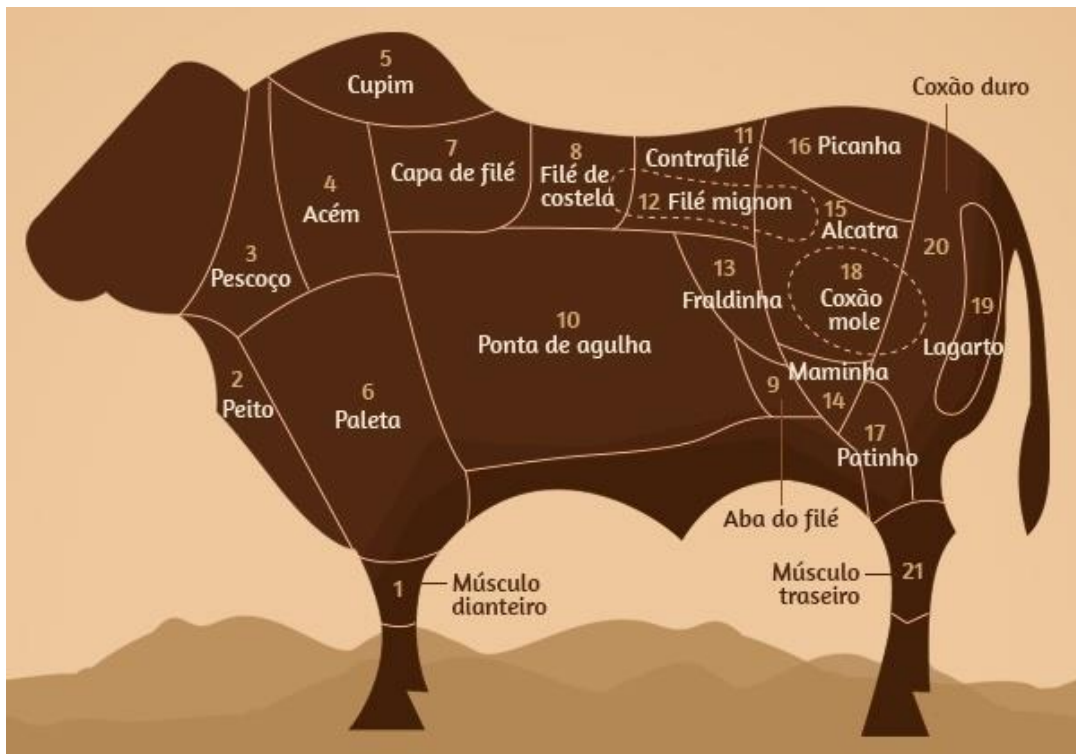 5
Cupim
Coxão duro
7
Capa de filé
8
Filé de
costela
11
Contrafilé
16 Picanha
4
Acém
12 Filé mignon
15
Alcatra
3
Pescoço
13
Fraldinha
18
Coxão
mole
20
19
Lagarto
10
Ponta de agulha
2
Peito
6
Paleta
9
Maminha
14
17
Patinho
Aba do filé
1
Músculo
dianteiro
Músculo
traseiro
21